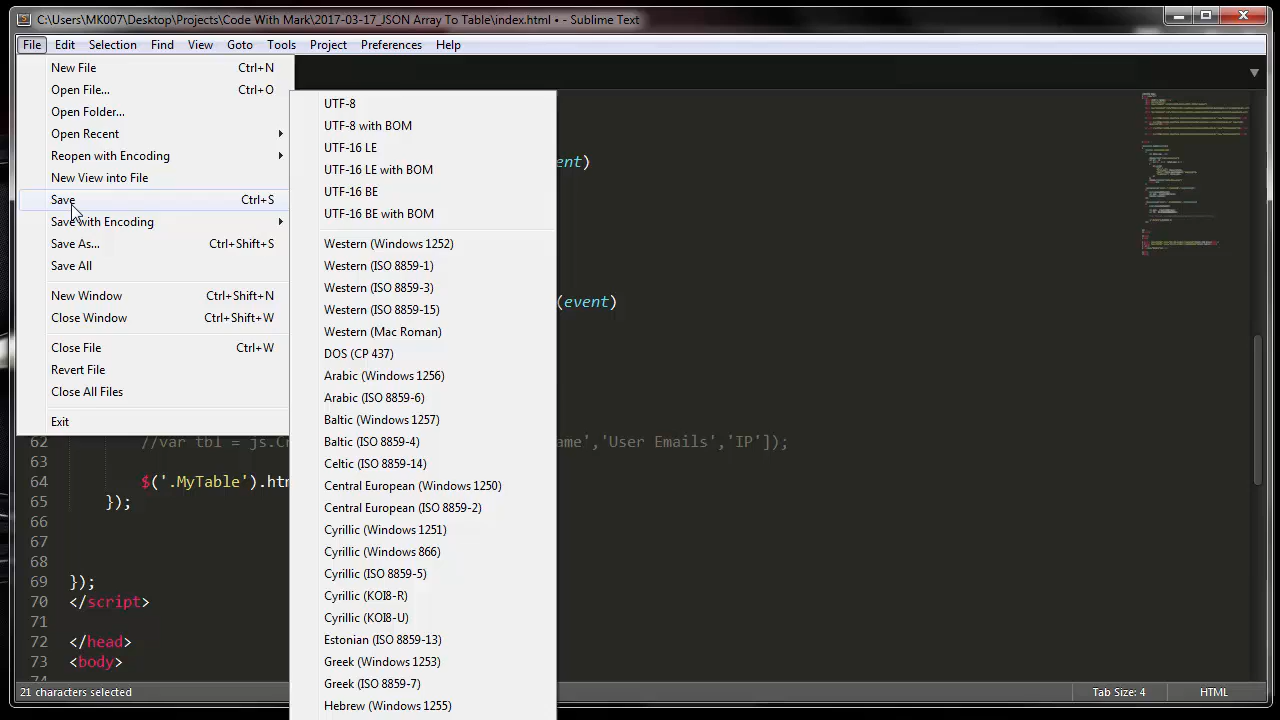 C:\Users\MK007\Desktop\Projects\Code With Mark\2017-03-17_JSON Array To Table\index.html • - Sublime Text
File Edit Selection Find View Goto Tools Project Preferences Help
New File Ctrl+N
Open File... Ctrl+O
Open Folder...
Open Recent
Reopen with Encoding
New View into File
Save Ctrl+S
Save with Encoding
Save As... Ctrl+Shift+S
Save All
New Window Ctrl+Shift+N
Close Window Ctrl+Shift+W
Close File Ctrl+W
Revert File
Close All Files
Exit
UTF-8
UTF-8 with BOM
UTF-16 LE
UTF-16 LE with BOM
UTF-16 BE
UTF-16 BE with BOM
Western (Windows 1252)
Western (ISO 8859-1)
Western (ISO 8859-3)
Western (ISO 8859-15)
Western (Mac Roman)
DOS (CP 437)
Arabic (Windows 1256)
Arabic (ISO 8859-6)
Baltic (Windows 1257)
Baltic (ISO 8859-4)
Celtic (ISO 8859-14)
Central European (Windows 1250)
Central European (ISO 8859-2)
Cyrillic (Windows 1251)
Cyrillic (Windows 866)
Cyrillic (ISO 8859-5)
Cyrillic (KOI8-R)
Cyrillic (KOI8-U)
Estonian (ISO 8859-13)
Greek (Windows 1253)
Greek (ISO 8859-7)
Hebrew (Windows 1255)
ent)
(event)
62 //var tbl = js.Cr ame','User Emails','IP']);
63
64 $('.MyTable').htm
65 });
66
67
68
69 });
70 </script>
71
72 </head>
73 <body>
74
21 characters selected Tab Size: 4 HTML